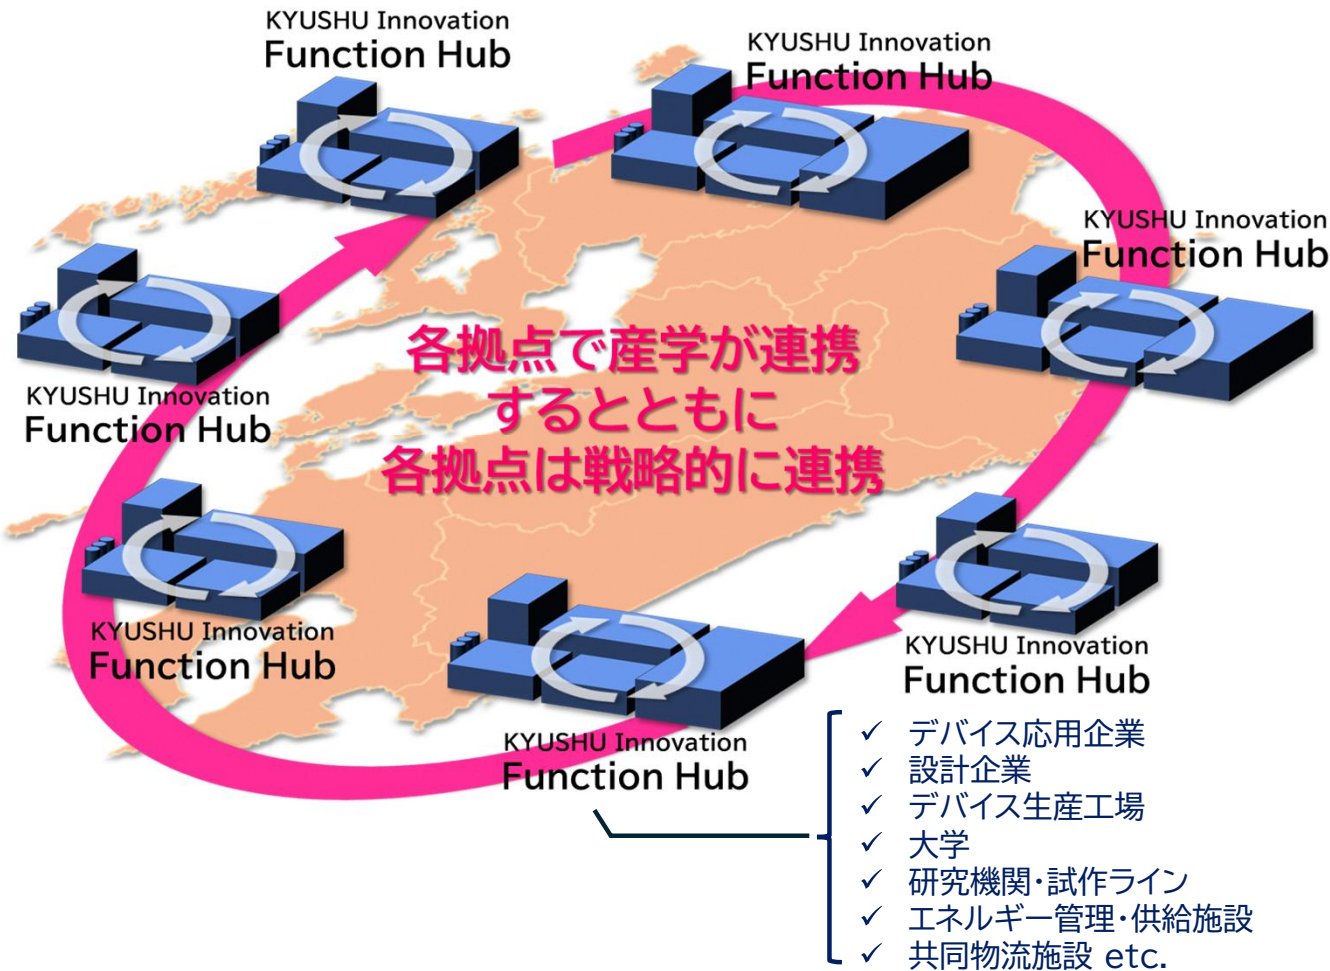 KYUSHU Innovation
Function Hub
KYUSHU Innovation
Function Hub
KYUSHU Innovation
Function Hub
各拠点で産学が連携
するとともに
各拠点は戦略的に連携
KYUSHU Innovation
Function Hub
KYUSHU Innovation
Function Hub
KYUSHU Innovation
Function Hub
KYUSHU Innovation
Function Hub
✓ デバイス応用企業
✓ 設計企業
✓ デバイス生産工場
✓ 大学
✓ 研究機関・試作ライン
✓ エネルギー管理・供給施設
✓ 共同物流施設 etc.